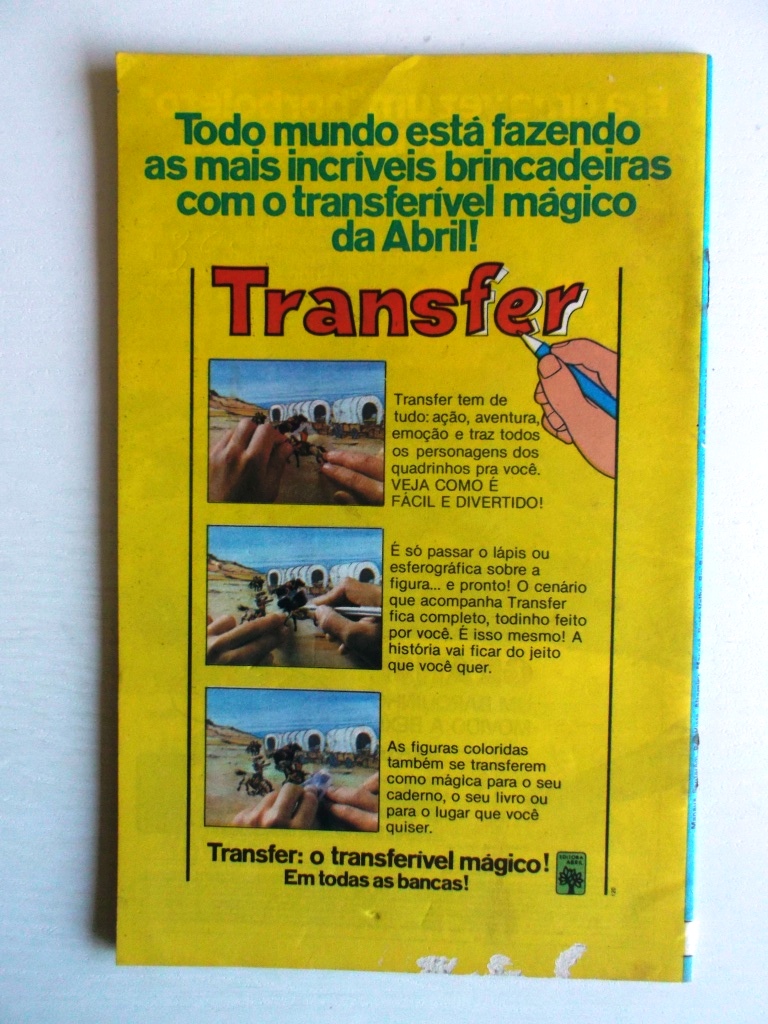 Todo mundo está fazendo
as mais incríveis brincadeiras
com o transferível mágico
da Abril!
Transfer
Transfer tem de
tudo: ação, aventura,
emoção e traz todos
os personagens dos
quadrinhos pra você.
VEJA COMO É
FÁCIL E DIVERTIDO!
É só passar o lápis ou
esferográfica sobre a
figura... e pronto! O cenário
que acompanha Transfer
fica completo, todinho feito
por você. É isso mesmo! A
história vai ficar do jeito
que você quer.
As figuras coloridas
também se transferem
como mágica para o seu
caderno, o seu livro ou
para o lugar que você
quiser.
Transfer: o transferível mágico!
Em todas as bancas!
EDITORA
ABRIL